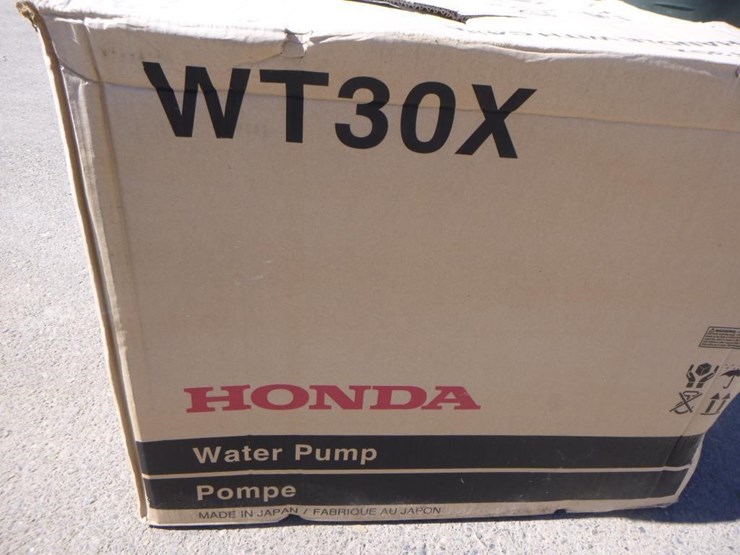 WT30X
HONDA
Water Pump
Pompe
MADE IN JAPAN / FABRIQUE AU JAPON